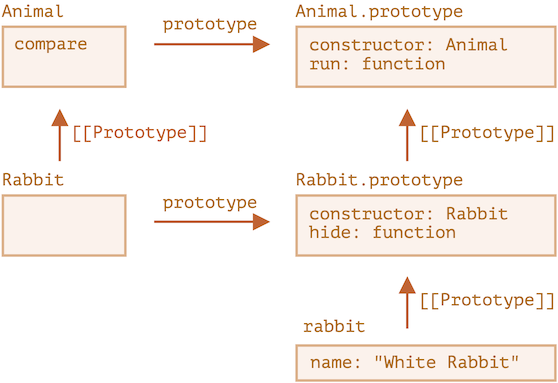 Animal
prototype
Animal.prototype
compare
constructor: Animal
run: function
[[Prototype]]
[[Prototype]]
Rabbit
prototype
Rabbit.prototype
constructor: Rabbit
hide: function
[[Prototype]]
rabbit
name: "White Rabbit"